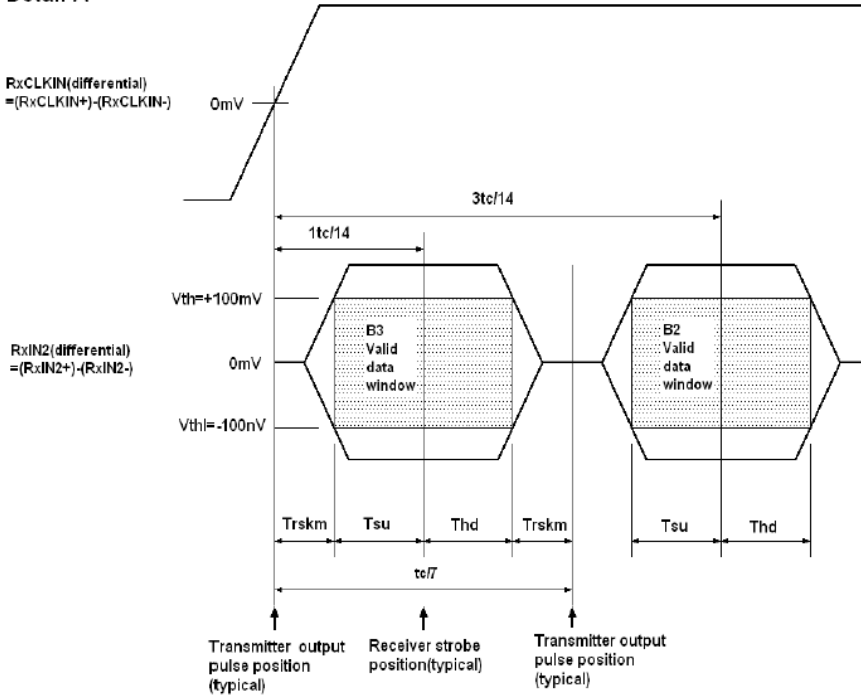 RxCLKIN(differential)
=(RxCLKIN+)-(RxCLKIN-)
0mV
3tc/14
1tc/14
Vth=+100mV
B3
Valid
data
window
B2
Valid
data
window
RxIN2(differential)
=(RxIN2+)-(RxIN2-)
0mV
Vthl=-100nV
Trskm
Tsu
Thd
Trskm
Tsu
Thd
tc/7
Transmitter output
pulse position
(typical)
Receiver strobe
position(typical)
Transmitter output
pulse position
(typical)